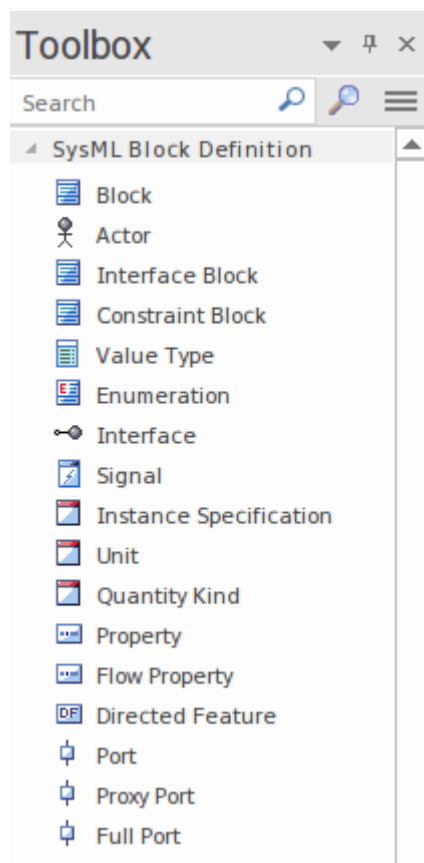 Toolbox
Search
SysML Block Definition
Block
Actor
Interface Block
Constraint Block
Value Type
Enumeration
Interface
Signal
Instance Specification
Unit
Quantity Kind
Property
Flow Property
DF Directed Feature
Port
Proxy Port
Full Port